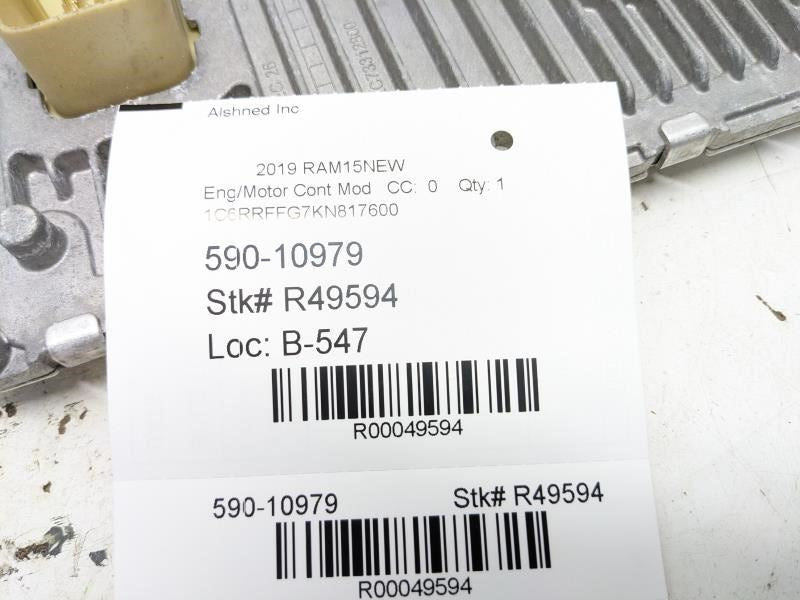 Alshned Inc
2019 RAM15NEW
Eng/Motor Cont Mod CC: 0 Qty: 1
1C6RRFFG7KN817600
590-10979
Stk# R49594
Loc: B-547
R00049594
590-10979 Stk# R49594
R00049594